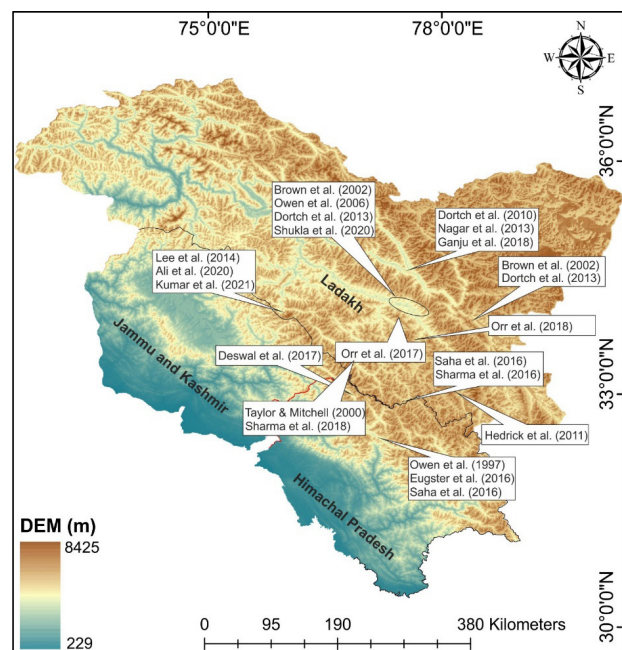 75°0'0"E
78°0'0"E
N
W
E
S
36°0'0"N
Brown et al. (2002)
Owen et al. (2006)
Dortch et al. (2013)
Shukla et al. (2020)
Dortch et al. (2010)
Nagar et al. (2013)
Ganju et al. (2018)
Lee et al. (2014)
Ali et al. (2020)
Kumar et al. (2021)
Brown et al. (2002)
Dortch et al. (2013)
Ladakh
Orr et al. (2018)
Jammu and Kashmir
Deswal et al. (2017)
Orr et al. (2017)
Saha et al. (2016)
Sharma et al. (2016)
33°0'0"N
Taylor & Mitchell (2000)
Sharma et al. (2018)
Hedrick et al. (2011)
Owen et al. (1997)
Eugster et al. (2016)
Saha et al. (2016)
Himachal Pradesh
DEM (m)
8425
229
0 95 190 380 Kilometers
30°0'0"N